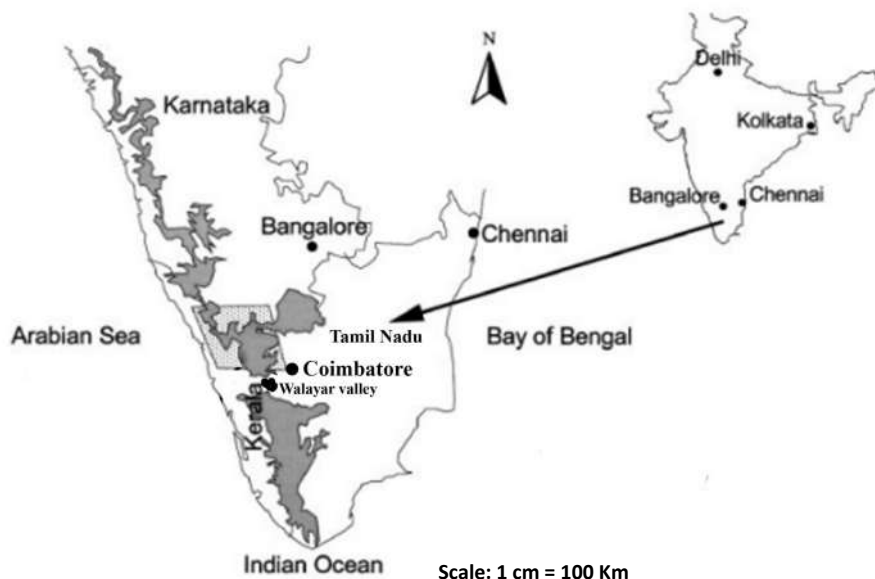 N
Karnataka
Bangalore
Chennai
Arabian Sea
Tamil Nadu
Bay of Bengal
Coimbatore
Walayar valley
Kerala
Indian Ocean
Scale: 1 cm = 100 Km
Delhi
Kolkata
Bangalore
Chennai